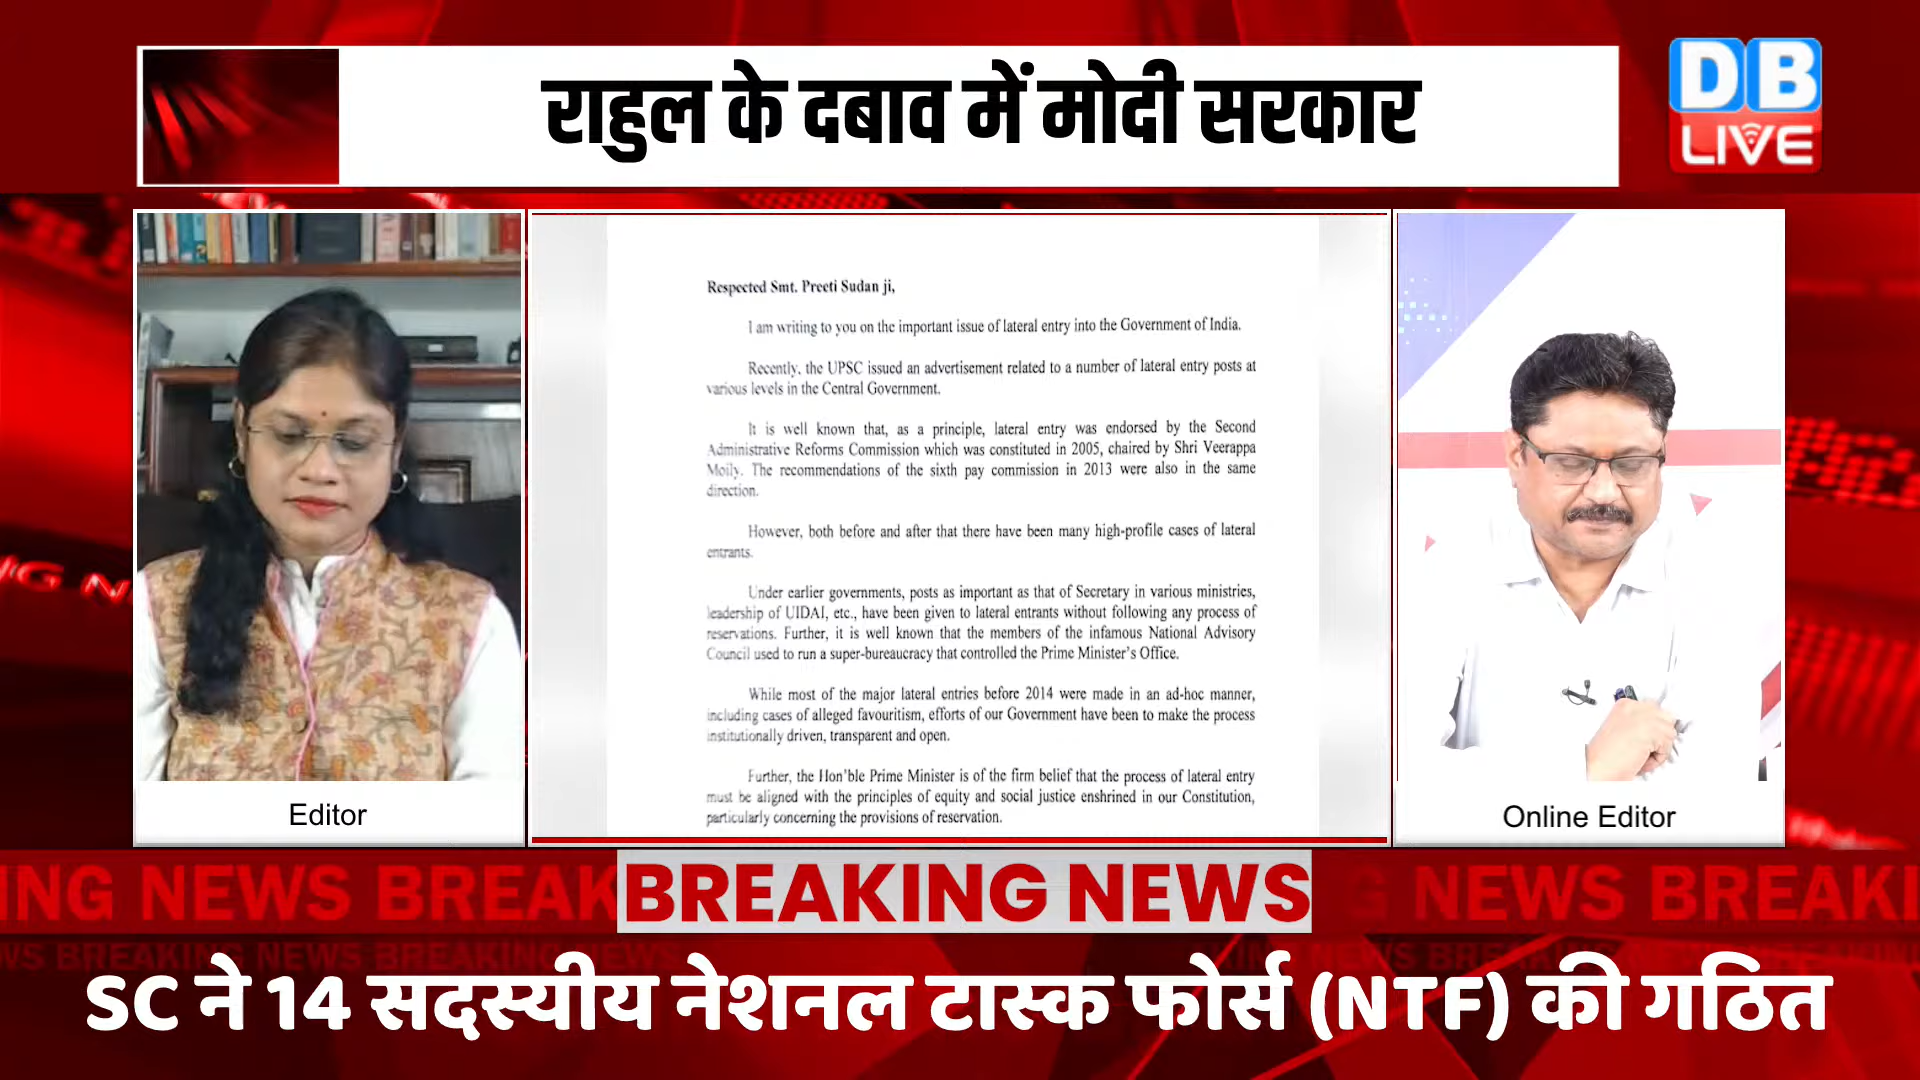 राहुल के दबाव में मोदी सरकार
DB
LIVE
Respected Smt. Preeti Sudan ji,
I am writing to you on the important issue of lateral entry into the Government of India.
Recently, the UPSC issued an advertisement related to a number of lateral entry posts at
various levels in the Central Government.
It is well known that, as a principle, lateral entry was endorsed by the Second
Administrative Reforms Commission which was constituted in 2005, chaired by Shri Veerappa
Moily. The recommendations of the sixth pay commission in 2013 were also in the same
direction.
However, both before and after that there have been many high-profile cases of lateral
entrants.
Under earlier governments, posts as important as that of Secretary in various ministries,
leadership of UIDAI, etc., have been given to lateral entrants without following any process of
reservations. Further, it is well known that the members of the infamous National Advisory
Council used to run a super-bureaucracy that controlled the Prime Minister's Office.
While most of the major lateral entries before 2014 were made in an ad-hoc manner,
including cases of alleged favouritism, efforts of our Government have been to make the process
institutionally driven, transparent and open.
Further, the Hon'ble Prime Minister is of the firm belief that the process of lateral entry
must be aligned with the principles of equity and social justice enshrined in our Constitution,
particularly concerning the provisions of reservation.
Editor
Online Editor
ING NEWS BREAK
BREAKING NEWS
G NEWS BREAKI
WS BREAKING NEWS BREAKING NEWS
SC ने 14 सदस्यीय नेशनल टास्क फोर्स (NTF) की गठित